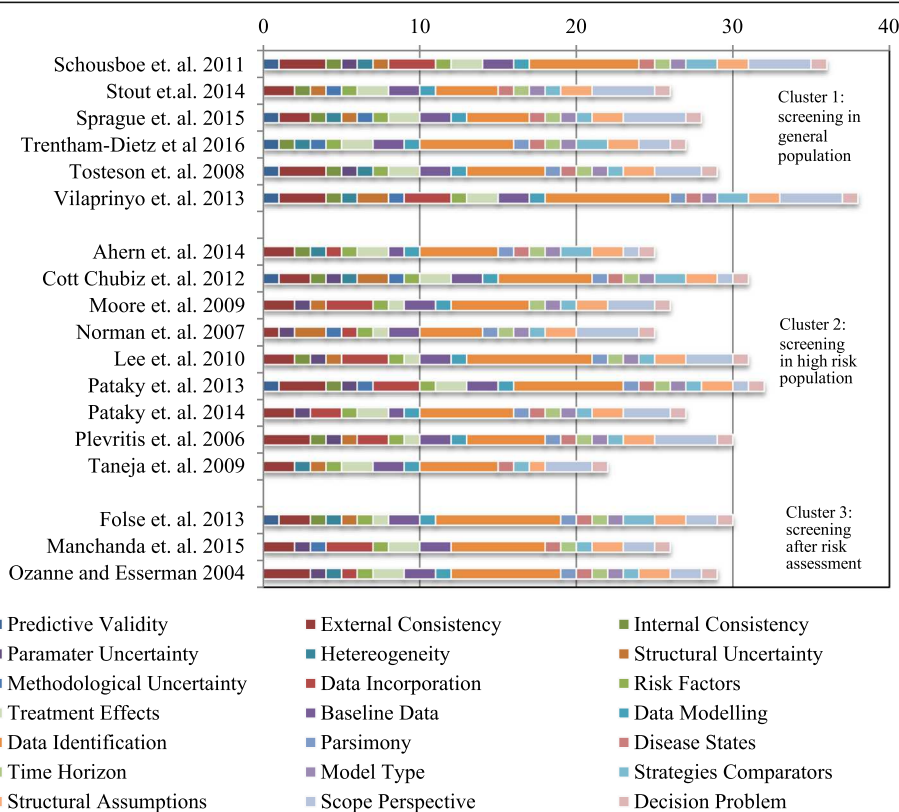 0 10 20 30 40
Schousboe et. al. 2011
Stout et.al. 2014
Sprague et. al. 2015
Trentham-Dietz et al 2016
Tosteson et. al. 2008
Vilaprinyo et. al. 2013
Cluster 1:
screening in
general
population
Ahern et. al. 2014
Cott Chubiz et. al. 2012
Moore et. al. 2009
Norman et. al. 2007
Lee et. al. 2010
Pataky et. al. 2013
Pataky et. al. 2014
Plevritis et. al. 2006
Taneja et. al. 2009
Cluster 2:
screening
in high risk
population
Folse et. al. 2013
Manchanda et. al. 2015
Ozanne and Esserman 2004
Cluster 3:
screening
after risk
assessment
Predictive Validity External Consistency Internal Consistency
Paramater Uncertainty Hetereogeneity Structural Uncertainty
Methodological Uncertainty Data Incorporation Risk Factors
Treatment Effects Baseline Data Data Modelling
Data Identification Parsimony Disease States
Time Horizon Model Type Strategies Comparators
Structural Assumptions Scope Perspective Decision Problem